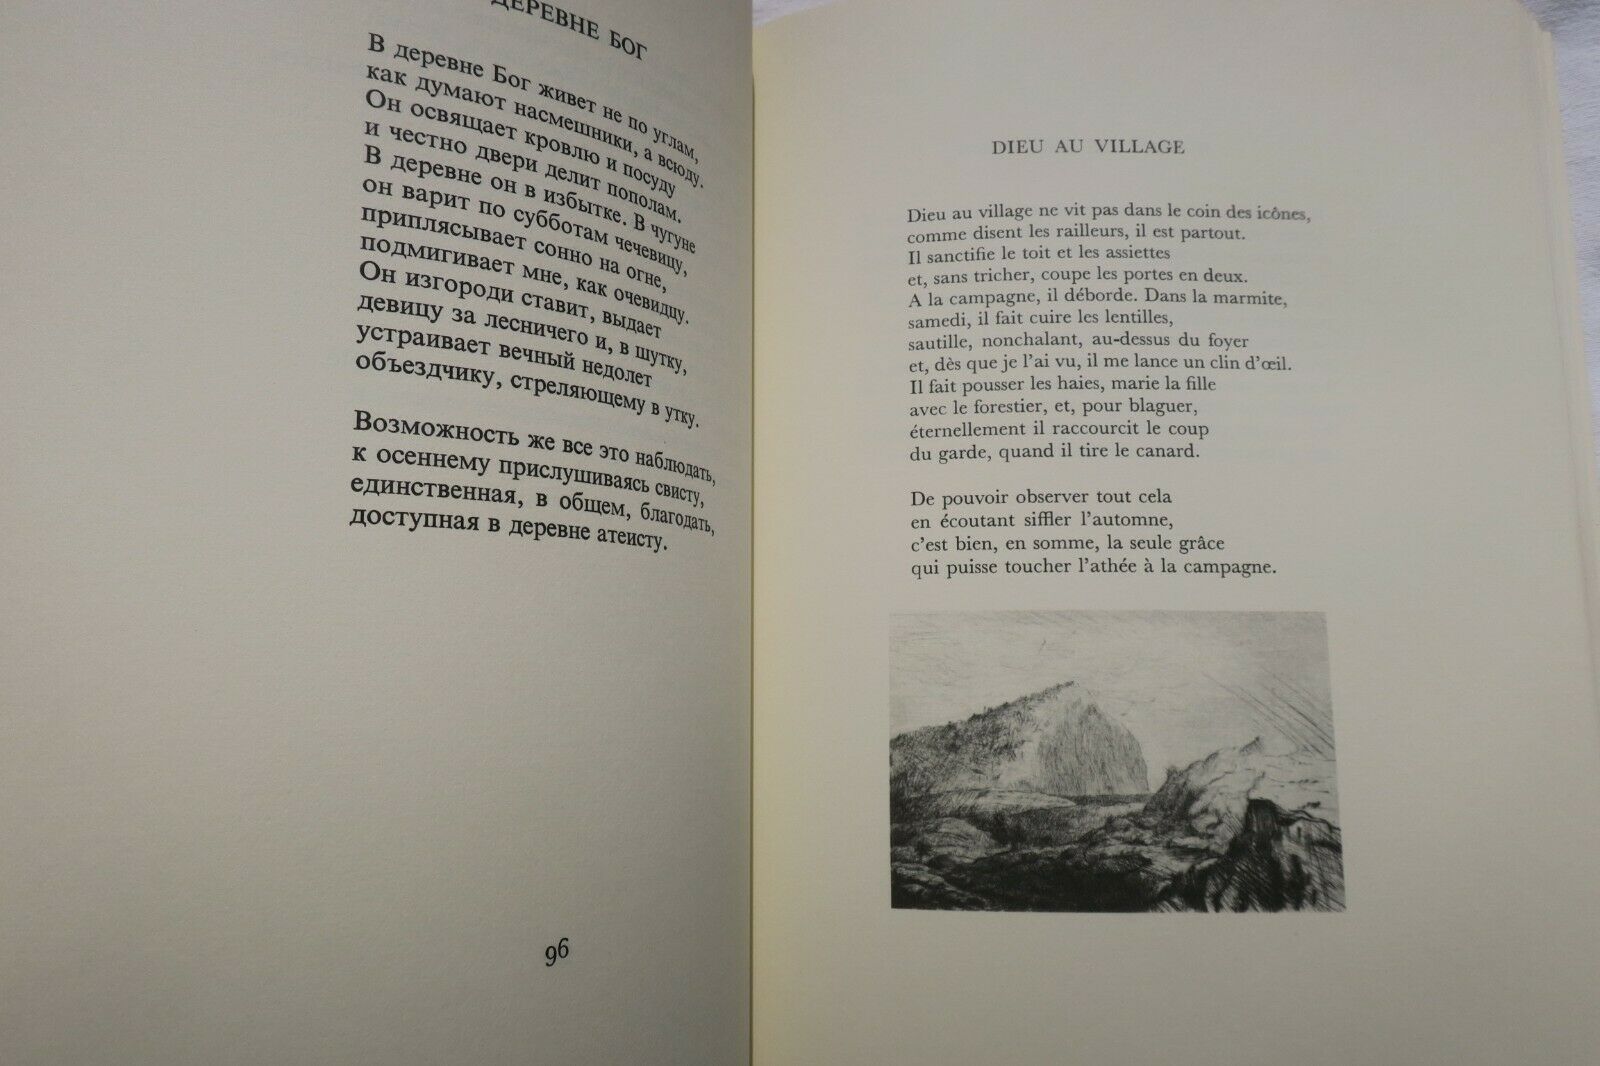 ДЕРЕВНЕ БОГ
В деревне Бог живет не по углам,
как думают насмешники, а всюду.
Он освящает кровлю и посуду
и честно двери делит пополам.
В деревне он в избытке. В чугуне
он варит по субботам чечевицу,
приплясывает сонно на огне,
подмигивает мне, как очевидцу.
Он изгороди ставит, выдает
девицу за лесничего и, в шутку,
устраивает вечный недолет
объездчику, стреляющему в утку.
Возможность же все это наблюдать,
к осеннему прислушиваясь свисту,
единственная, в общем, благодать,
доступная в деревне атеисту.
96
DIEU AU VILLAGE
Dieu au village ne vit pas dans le coin des icônes,
comme disent les railleurs, il est partout.
Il sanctifie le toit et les assiettes
et, sans tricher, coupe les portes en deux.
A la campagne, il déborde. Dans la marmite,
samedi, il fait cuire les lentilles,
sautille, nonchalant, au-dessus du foyer
et, dès que je l'ai vu, il me lance un clin d'œil.
Il fait pousser les haies, marie la fille
avec le forestier, et, pour blaguer,
éternellement il raccourcit le coup
du garde, quand il tire le canard.
De pouvoir observer tout cela
en écoutant siffler l'automne,
c'est bien, en somme, la seule grâce
qui puisse toucher l'athée à la campagne.